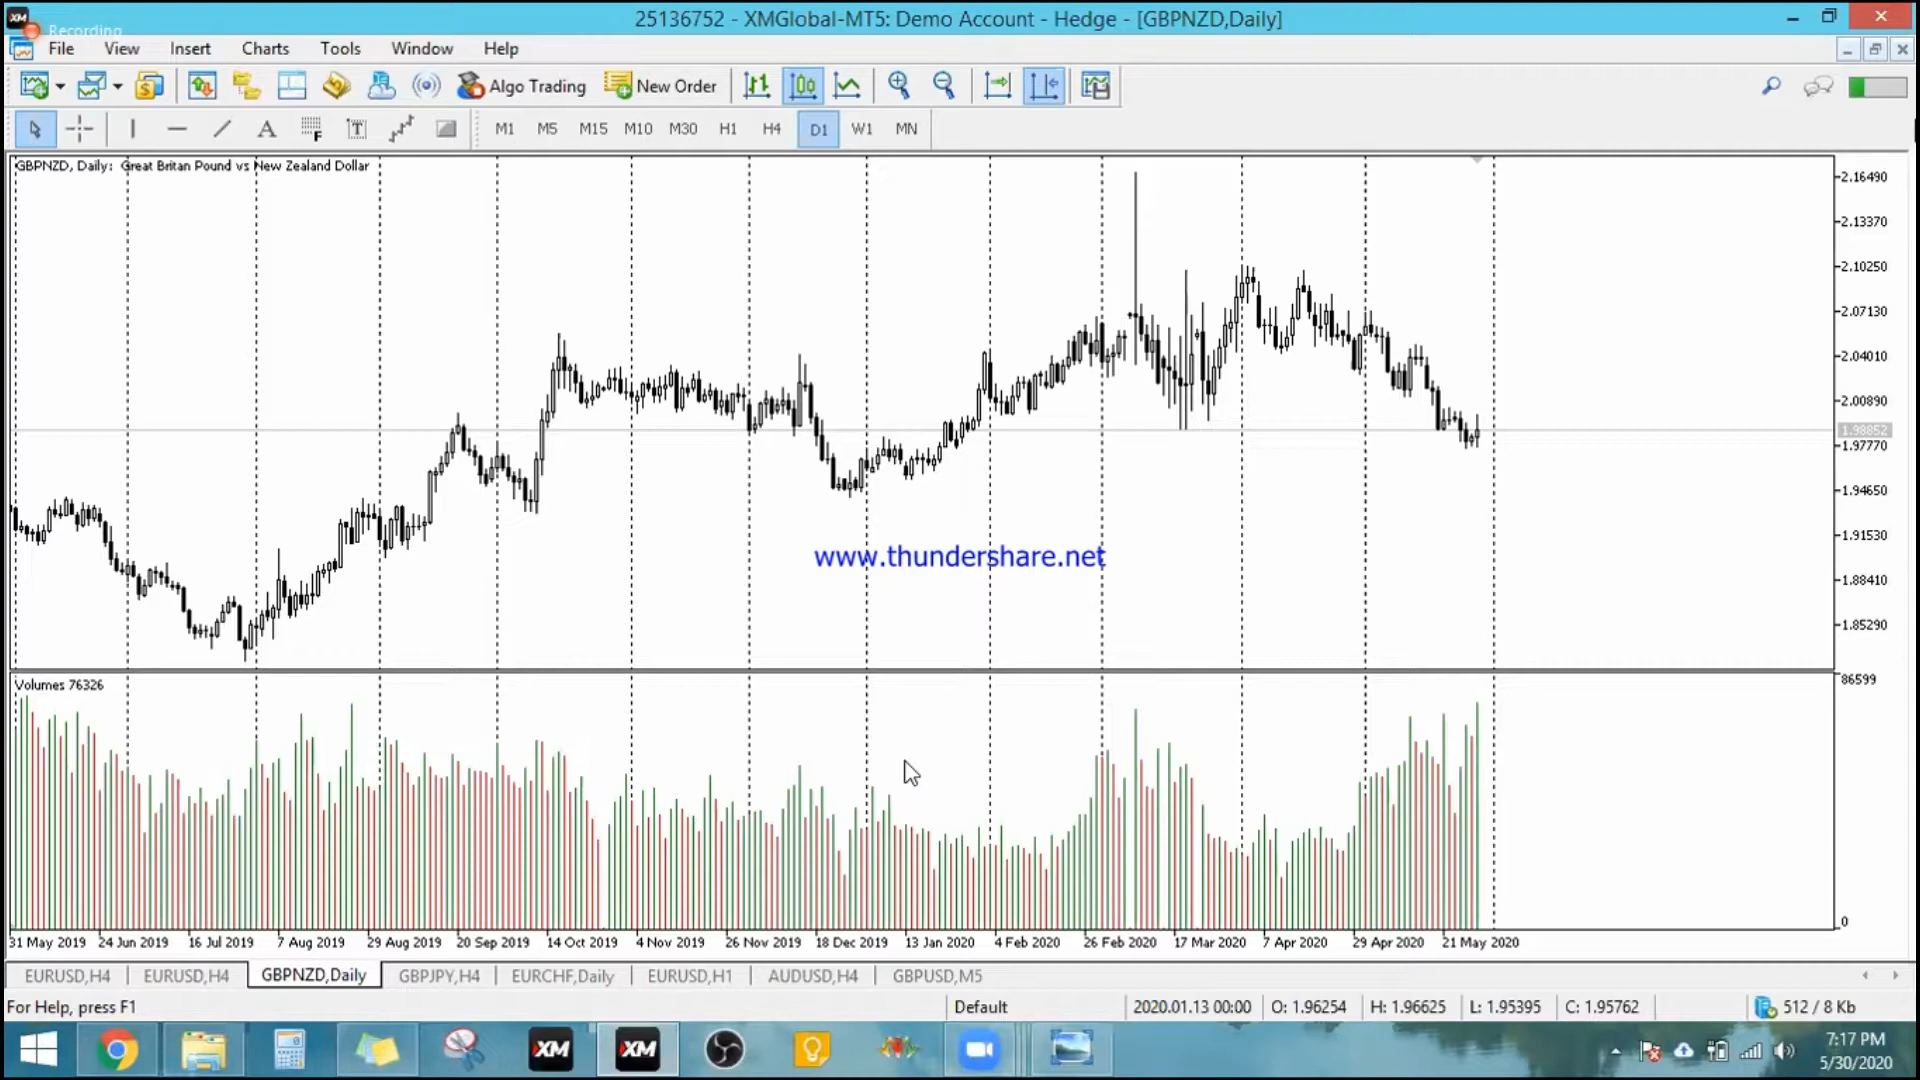 25136752 - XMGlobal-MT5: Demo Account - Hedge - [GBPNZD,Daily]
XM
Recording
File View Insert Charts Tools Window Help
Algo Trading New Order
A F T M1 M5 M15 M10 M30 H1 H4 D1 W1 MN
GBPNZD, Daily: Great Britan Pound vs New Zealand Dollar
2.16490
2.13370
2.10250
2.07130
2.04010
2.00890
1.98852
1.97770
1.94650
1.91530
1.88410
1.85290
www.thundershare.net
Volumes 76326
86599
0
31 May 2019 24 Jun 2019 16 Jul 2019 7 Aug 2019 29 Aug 2019 20 Sep 2019 14 Oct 2019 4 Nov 2019 26 Nov 2019 18 Dec 2019 13 Jan 2020 4 Feb 2020 26 Feb 2020 17 Mar 2020 7 Apr 2020 29 Apr 2020 21 May 2020
EURUSD,H4 EURUSD,H4 GBPNZD,Daily GBPJPY,H4 EURCHF,Daily EURUSD,H1 AUDUSD,H4 GBPUSD,M5
For Help, press F1 Default 2020.01.13 00:00 O: 1.96254 H: 1.96625 L: 1.95395 C: 1.95762 512 / 8 Kb
XM XM
7:17 PM
5/30/2020